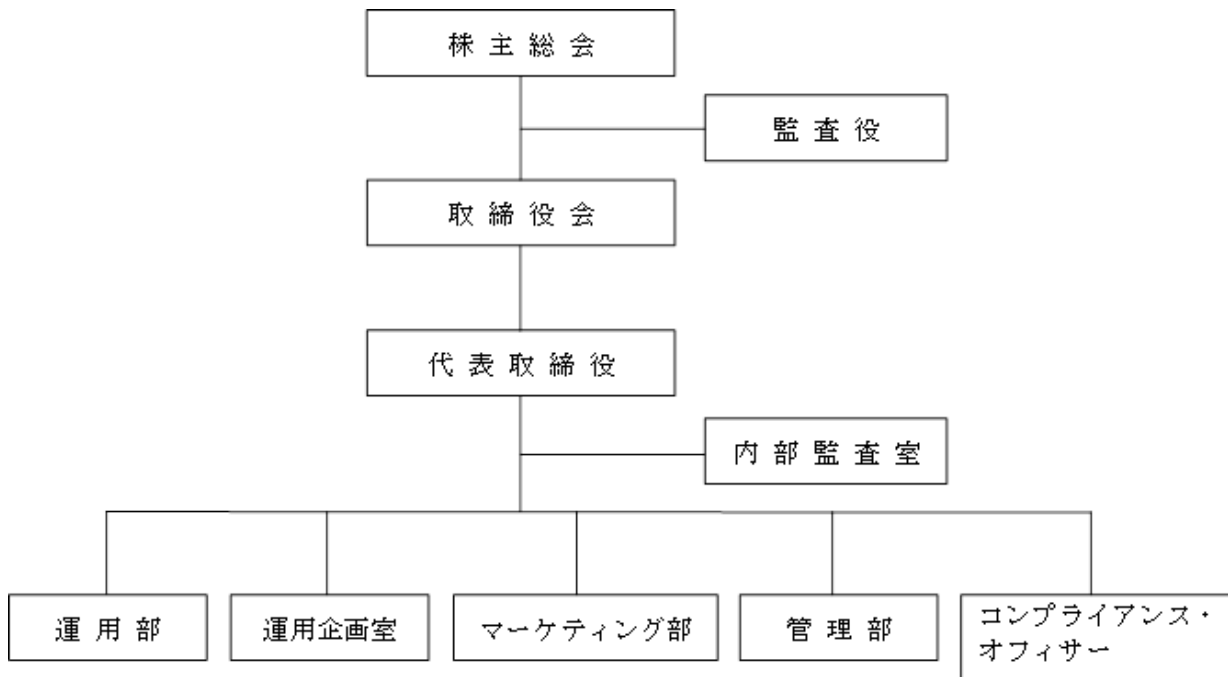 株主総会
監査役
取締役会
代表取締役
内部監査室
運用部
運用企画室
マーケティング部
管理部
コンプライアンス・
オフィサー